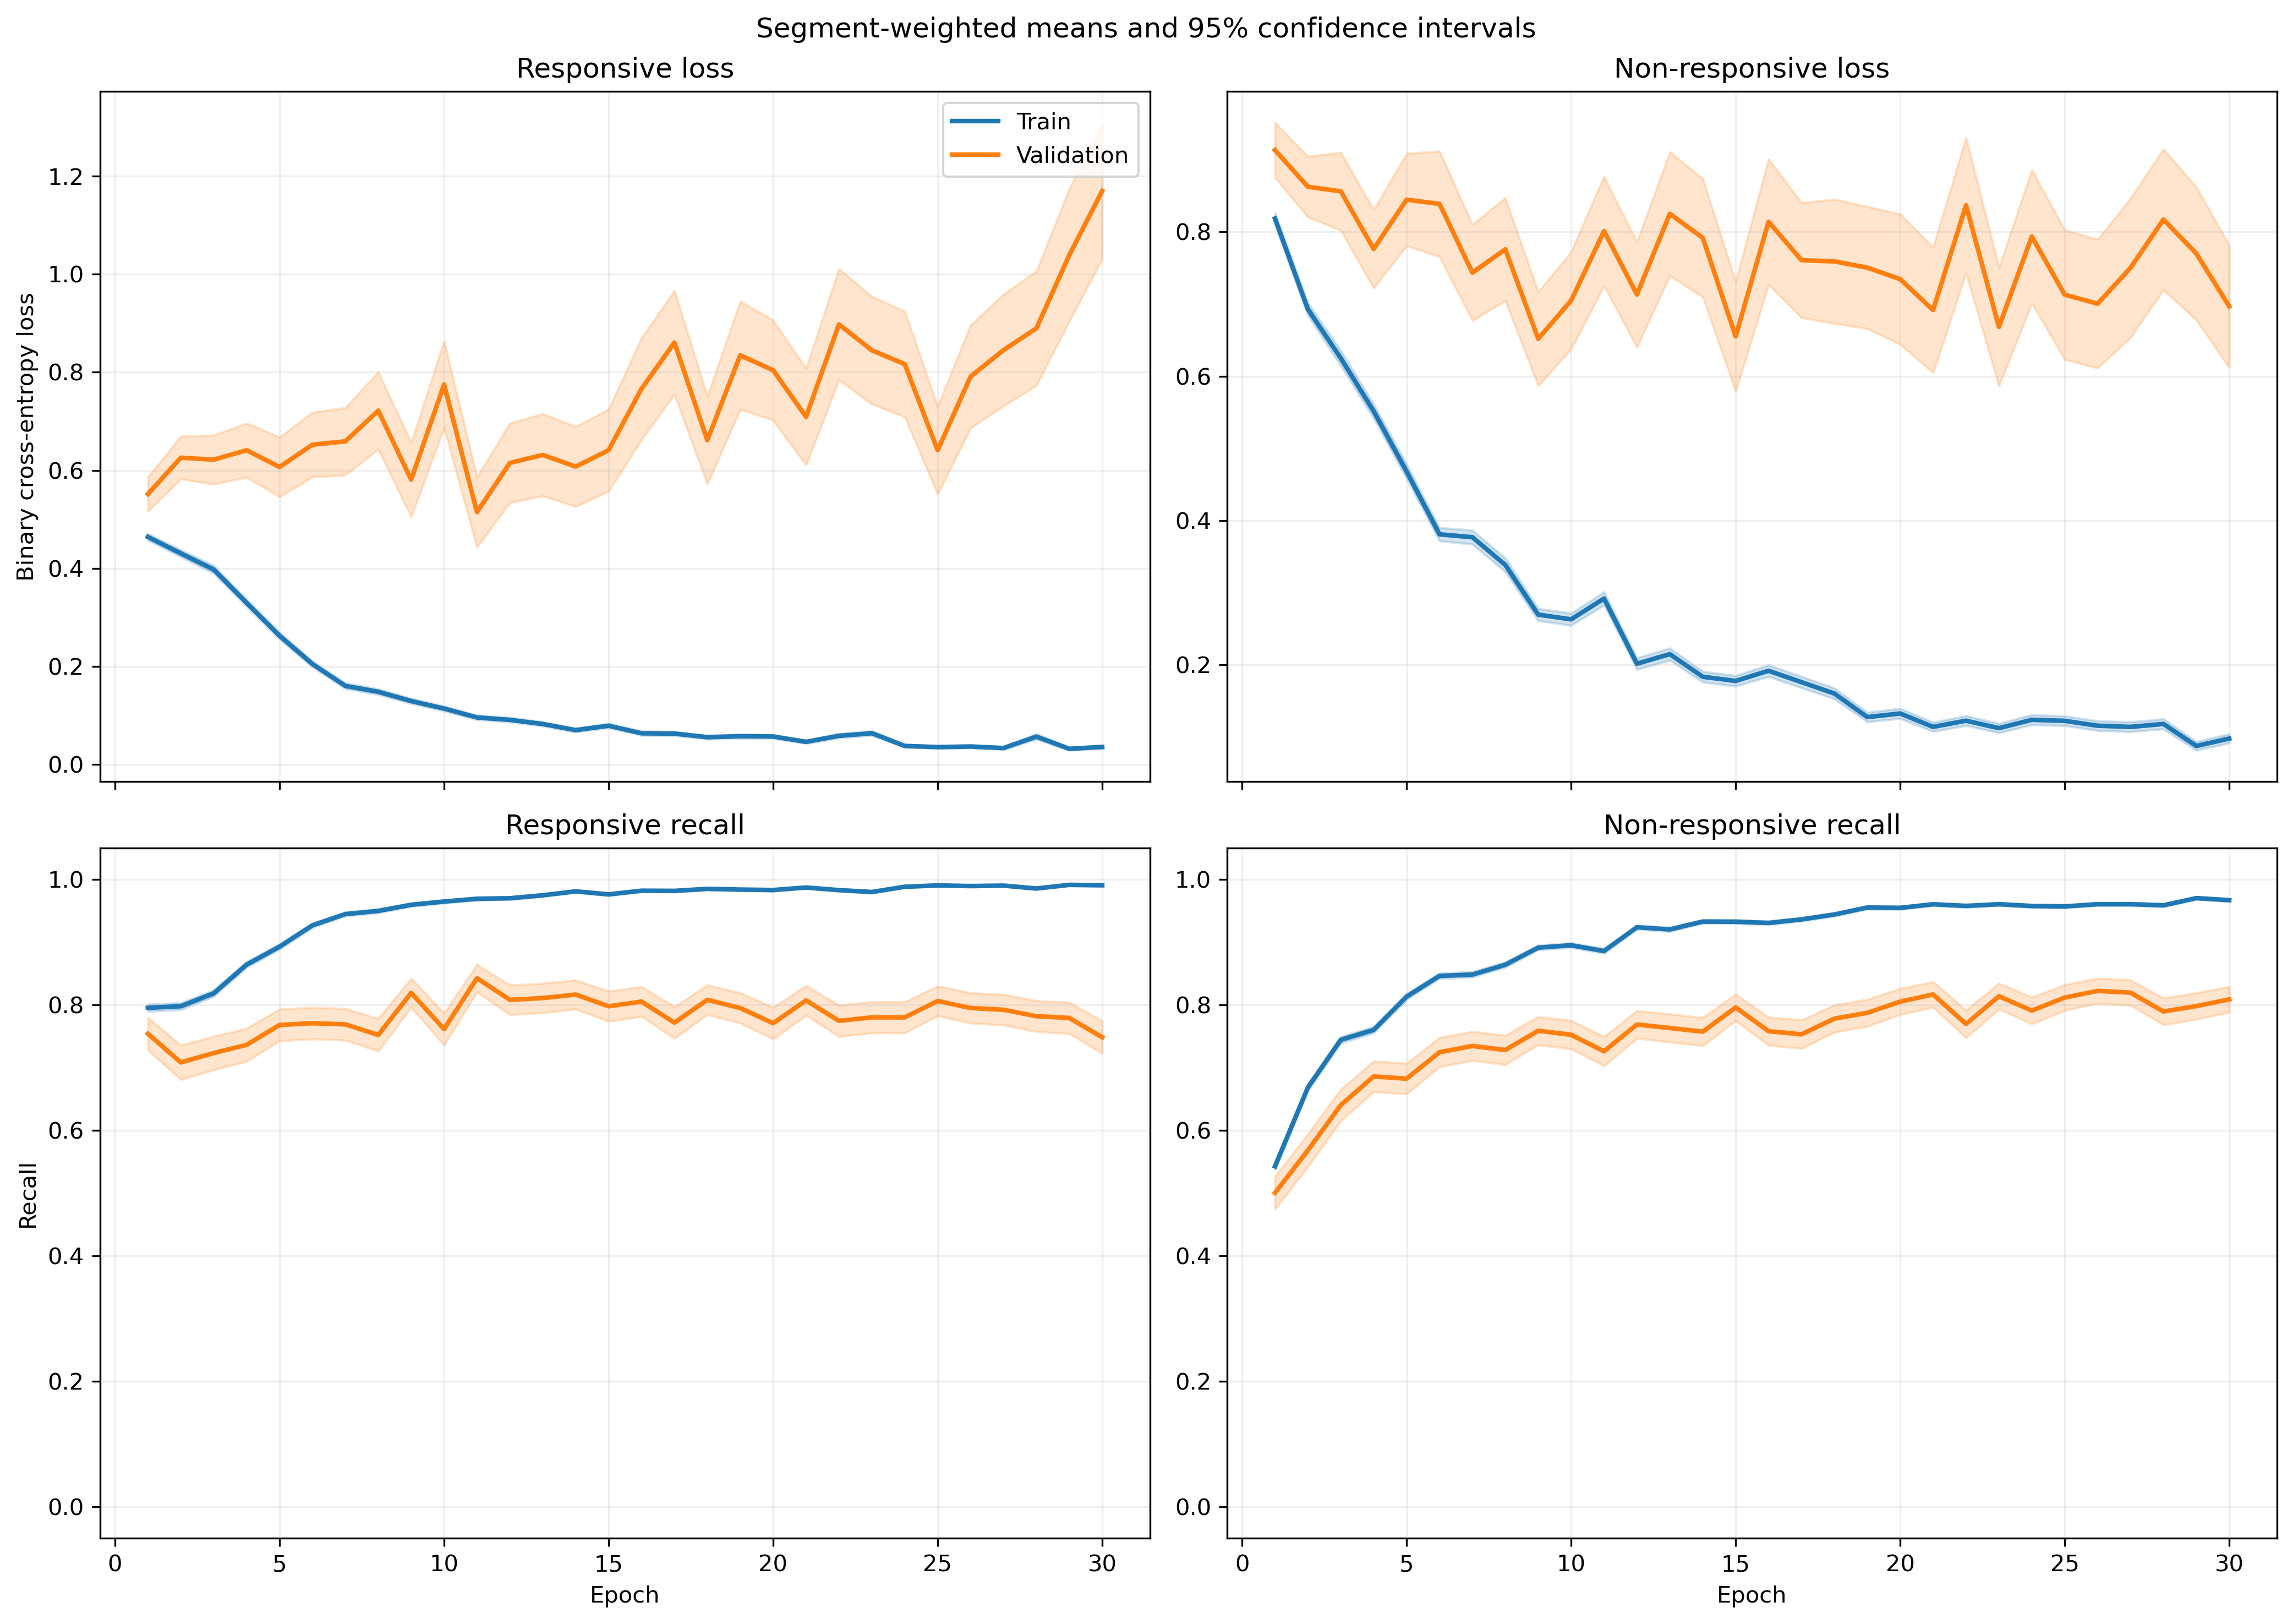 Segment-weighted means and 95% confidence intervals
Responsive loss
Non-responsive loss
Train
Validation
Binary cross-entropy loss
1.2
1.0
0.8
0.6
0.4
0.2
0.0
0.8
0.6
0.4
0.2
Responsive recall
Non-responsive recall
Recall
1.0
0.8
0.6
0.4
0.2
0.0
1.0
0.8
0.6
0.4
0.2
0.0
0 5 10 15 20 25 30
0 5 10 15 20 25 30
Epoch
Epoch